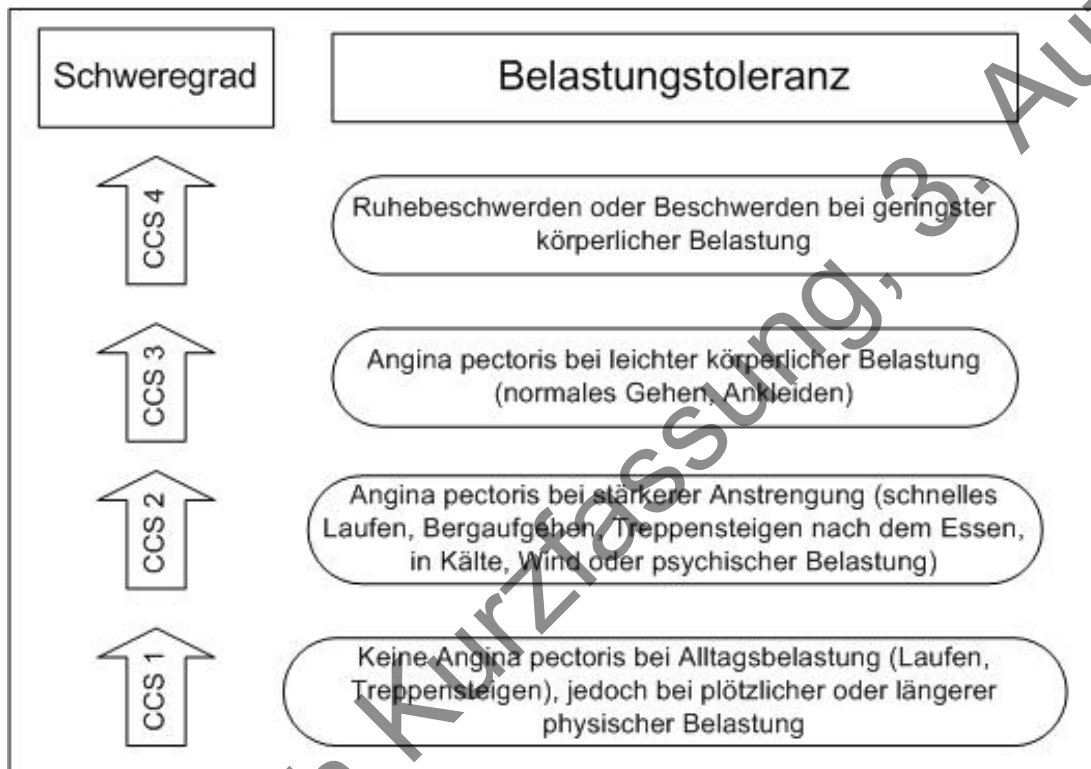 Schweregrad
Belastungstoleranz
CCS 4
Ruhebeschwerden oder Beschwerden bei geringster
körperlicher Belastung
CCS 3
Angina pectoris bei leichter körperlicher Belastung
(normales Gehen, Ankleiden)
CCS 2
Angina pectoris bei stärkerer Anstrengung (schnelles
Laufen, Bergaufgehen, Treppensteigen nach dem Essen,
in Kälte, Wind oder psychischer Belastung)
CCS 1
Keine Angina pectoris bei Alltagsbelastung (Laufen,
Treppensteigen), jedoch bei plötzlicher oder längerer
physischer Belastung
Kurzfassung, 3.